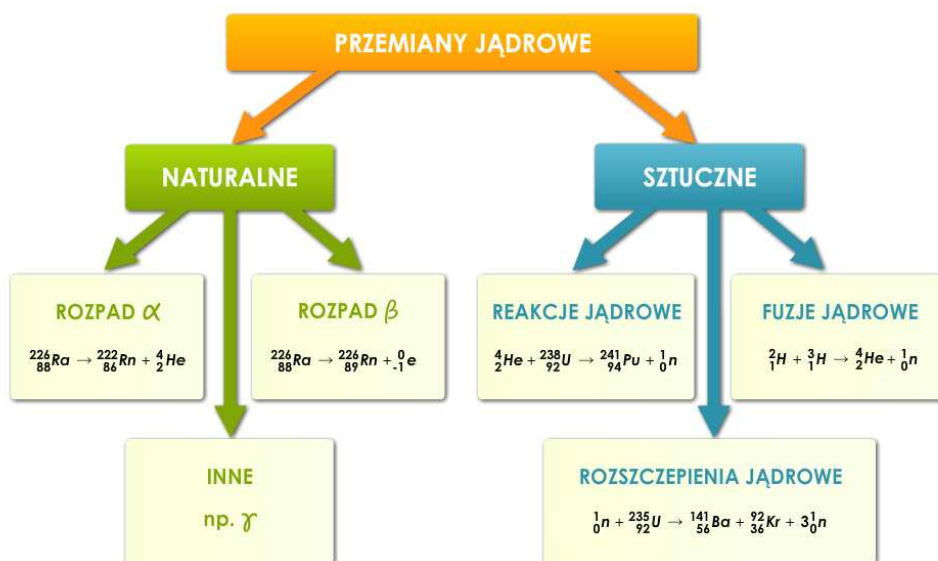 PRZEMIANY JĄDROWE
NATURALNE
SZTUCZNE
ROZPAD α
²²⁶₈₈Ra → ²²²₈₆Rn + ⁴₂He
ROZPAD β
²²⁶₈₈Ra → ²²⁶₈₉Rn + ⁰₋₁e
REAKCJE JĄDROWE
⁴₂He + ²³⁸₉₂U → ²⁴¹₉₄Pu + ¹₀n
FUZJE JĄDROWE
²₁H + ³₁H → ⁴₂He + ¹₀n
INNE
np. γ
ROZSZCZEPIENIA JĄDROWE
¹₀n + ²³⁵₉₂U → ¹⁴¹₅₆Ba + ⁹²₃₆Kr + 3¹₀n